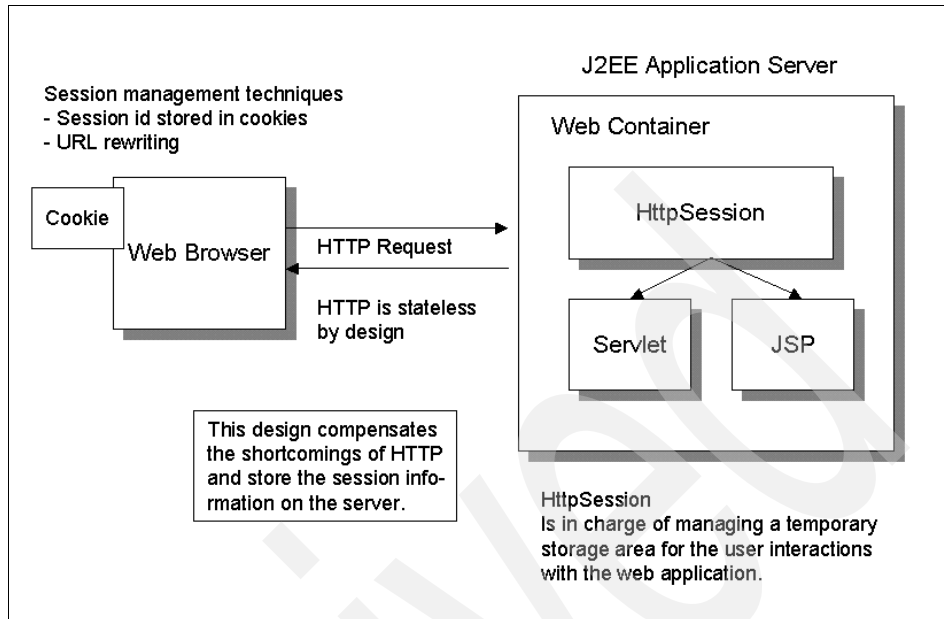 J2EE Application Server
Session management techniques
- Session id stored in cookies
- URL rewriting
Web Container
HttpSession
Cookie
Web Browser
HTTP Request
HTTP is stateless
by design
Servlet
JSP
This design compensates
the shortcomings of HTTP
and store the session info-
rmation on the server.
HttpSession
Is in charge of managing a temporary
storage area for the user interactions
with the web application.